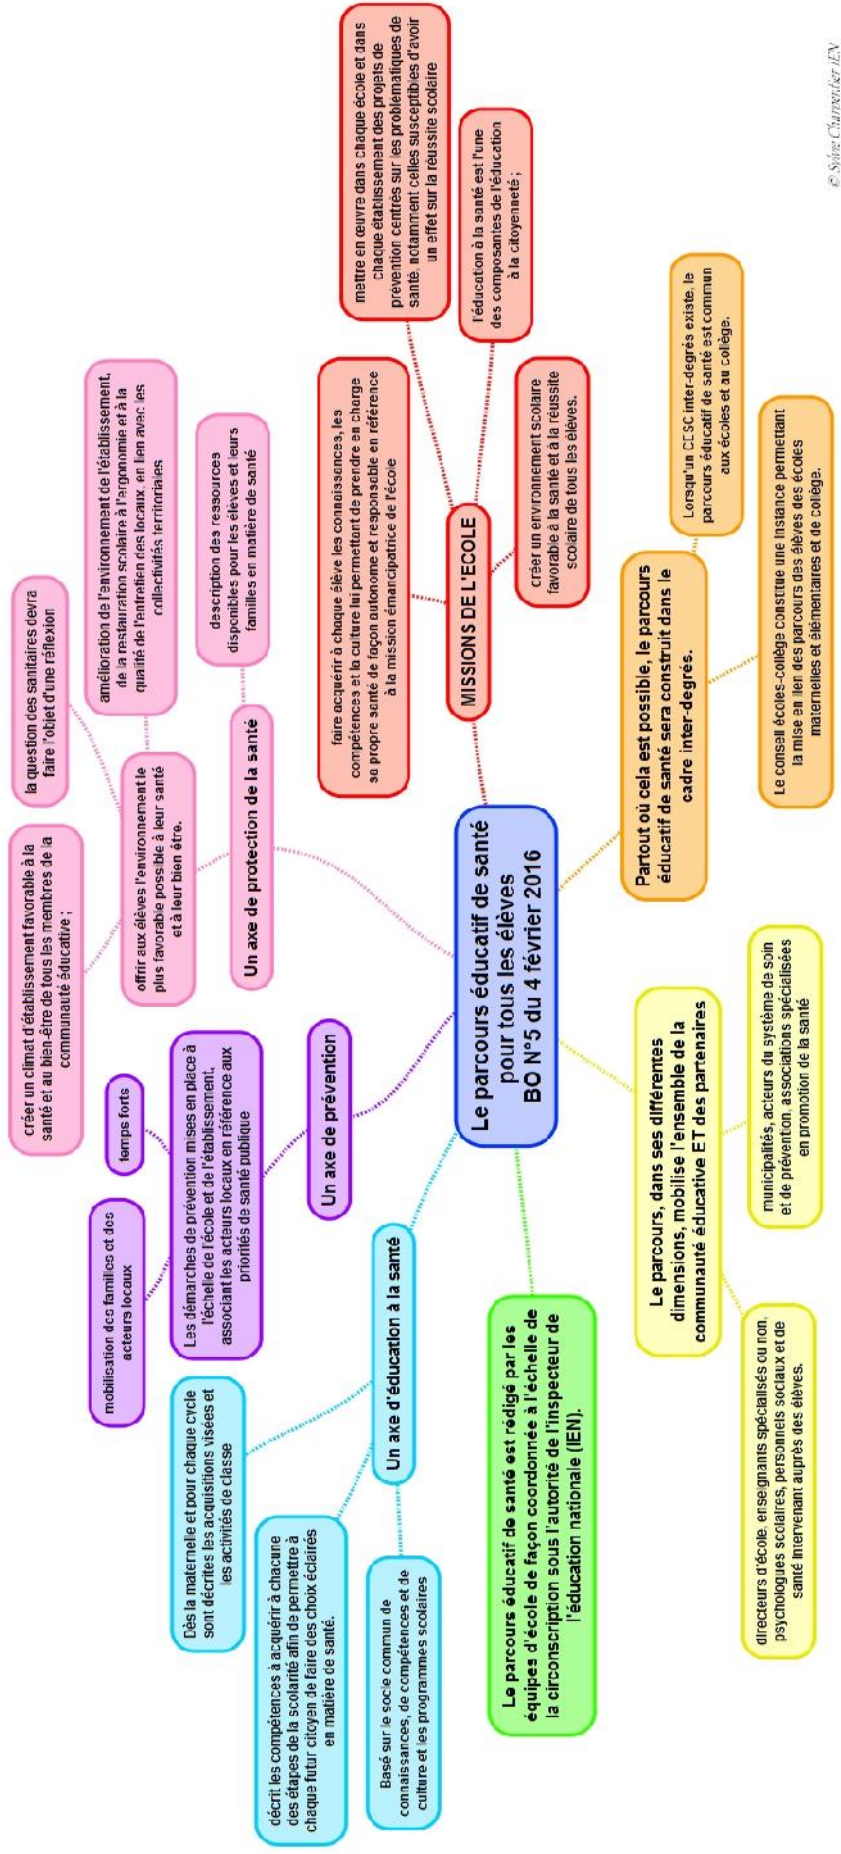 créer un climat d'établissement favorable à la
santé et au bien-être de tous les membres de la
communauté éducative ;
la question des sanitaires devra
faire l'objet d'une réflexion
amélioration de l'environnement de l'établissement,
de la restauration scolaire à l'ergonomie et à la
qualité de l'entretien des locaux, en lien avec les
collectivités territoriales
offrir aux élèves l'environnement le
plus favorable possible à leur santé
et à leur bien être.
description des ressources
disponibles pour les élèves et leurs
familles en matière de santé
Un axe de protection de la santé
temps forts
mobilisation des familles et des
acteurs locaux
Les démarches de prévention mises en place à
l'échelle de l'école et de l'établissement,
associant les acteurs locaux en référence aux
priorités de santé publique
Un axe de prévention
Dès la maternelle et pour chaque cycle
sont décrites les acquisitions visées et
les activités de classe
décrit les compétences à acquérir à chacune
des étapes de la scolarité afin de permettre à
chaque futur citoyen de faire des choix éclairés
en matière de santé.
Basé sur le socle commun de
connaissances, de compétences et de
culture et les programmes scolaires
Un axe d'éducation à la santé
faire acquérir à chaque élève les connaissances, les
compétences et la culture lui permettant de prendre en charge
sa propre santé de façon autonome et responsable en référence
à la mission émancipatrice de l'école
mettre en œuvre dans chaque école et dans
chaque établissement des projets de
prévention centrés sur les problématiques de
santé, notamment celles susceptibles d'avoir
un effet sur la réussite scolaire
l'éducation à la santé est l'une
des composantes de l'éducation
à la citoyenneté ;
MISSIONS DE L'ECOLE
créer un environnement scolaire
favorable à la santé et à la réussite
scolaire de tous les élèves.
Le parcours éducatif de santé
pour tous les élèves
BO N°5 du 4 février 2016
Le parcours éducatif de santé est rédigé par les
équipes d'école de façon coordonnée à l'échelle de
la circonscription sous l'autorité de l'inspecteur de
l'éducation nationale (IEN).
Le parcours, dans ses différentes
dimensions, mobilise l'ensemble de la
communauté éducative ET des partenaires
directeurs d'école, enseignants spécialisés ou non,
psychologues scolaires, personnels sociaux et de
santé intervenant auprès des élèves.
municipalités, acteurs du système de soin
et de prévention, associations spécialisées
en promotion de la santé
Partout où cela est possible, le parcours
éducatif de santé sera construit dans le
cadre inter-degrés.
Lorsqu'un CESC inter-degrés existe, le
parcours éducatif de santé est commun
aux écoles et au collège.
Le conseil écoles-collège constitue une instance permettant
la mise en lien des parcours des élèves des écoles
maternelles et élémentaires et de collège.
© Sylvie Charpentier IEN